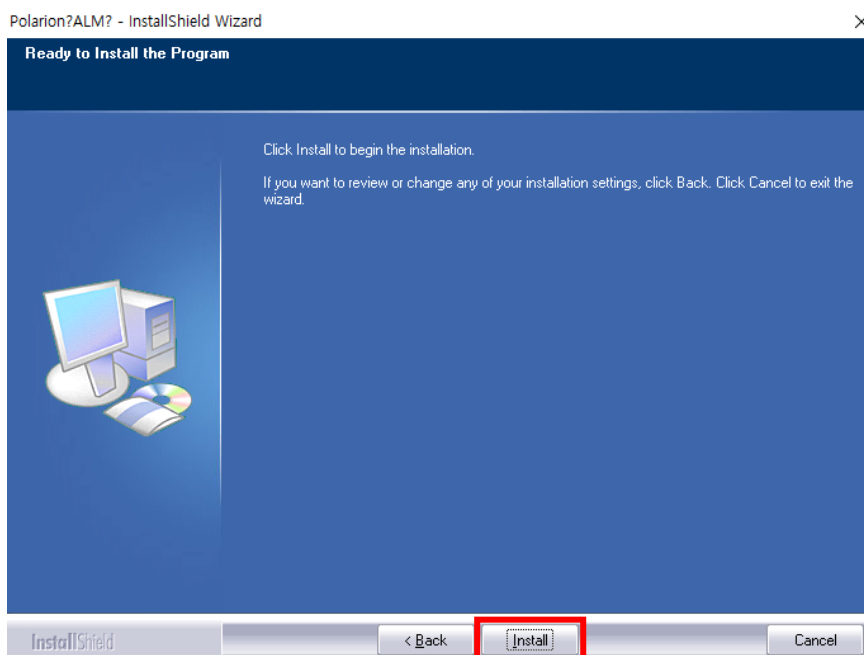 Polarion?ALM? - InstallShield Wizard
Ready to Install the Program
Click Install to begin the installation.
If you want to review or change any of your installation settings, click Back. Click Cancel to exit the
wizard.
InstallShield
< Back
Install
Cancel